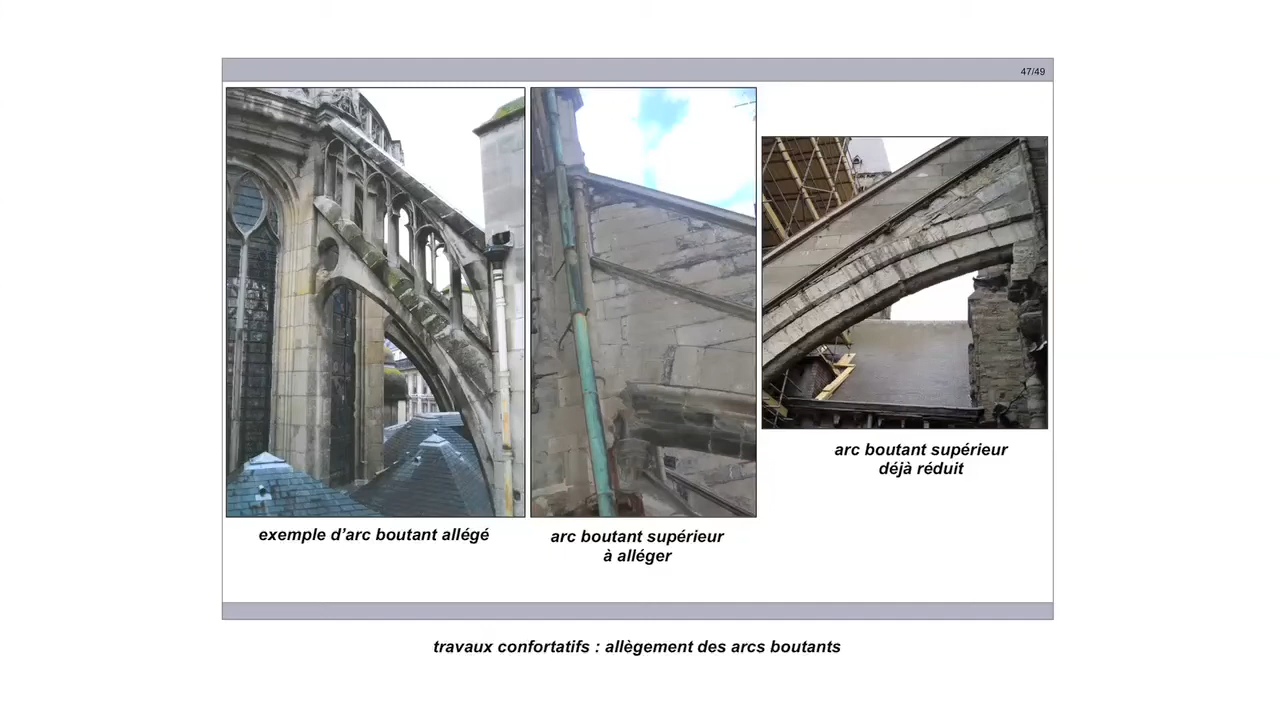 47/49
exemple d'arc boutant allégé
arc boutant supérieur
à alléger
arc boutant supérieur
déjà réduit
travaux confortatifs : allègement des arcs boutants